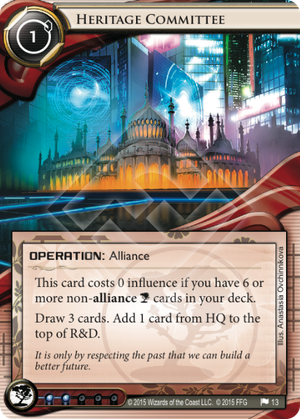 Heritage Committee
1
OPERATION: Alliance
This card costs 0 influence if you have 6 or
more non-alliance cards in your deck.
Draw 3 cards. Add 1 card from HQ to the
top of R&D.
It is only by respecting the past that we can build a
better future.
Illus. Anastasia Ovchinnikova
© 2015 Wizards of the Coast LLC. © 2015 FFG 13